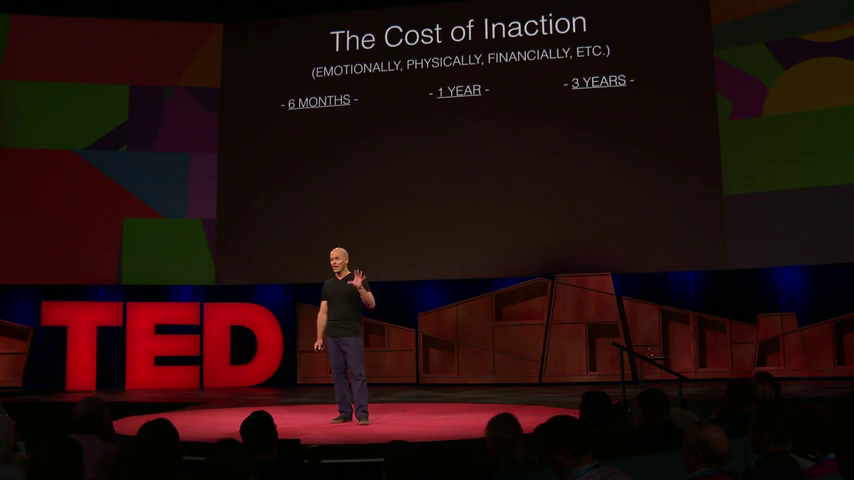 The Cost of Inaction
(EMOTIONALLY, PHYSICALLY, FINANCIALLY, ETC.)
- 6 MONTHS - - 1 YEAR - - 3 YEARS -
TED